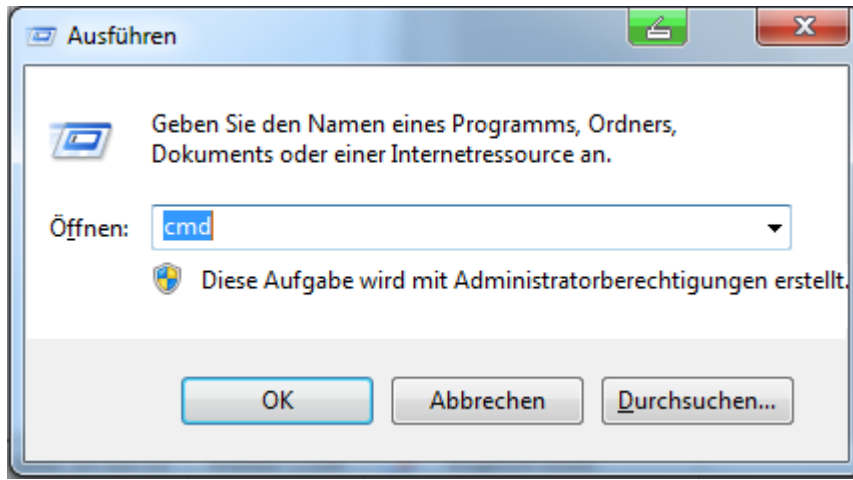 Ausführen
Geben Sie den Namen eines Programms, Ordners,
Dokuments oder einer Internetressource an.
Öffnen: cmd
Diese Aufgabe wird mit Administratorberechtigungen erstellt.
OK Abbrechen Durchsuchen...